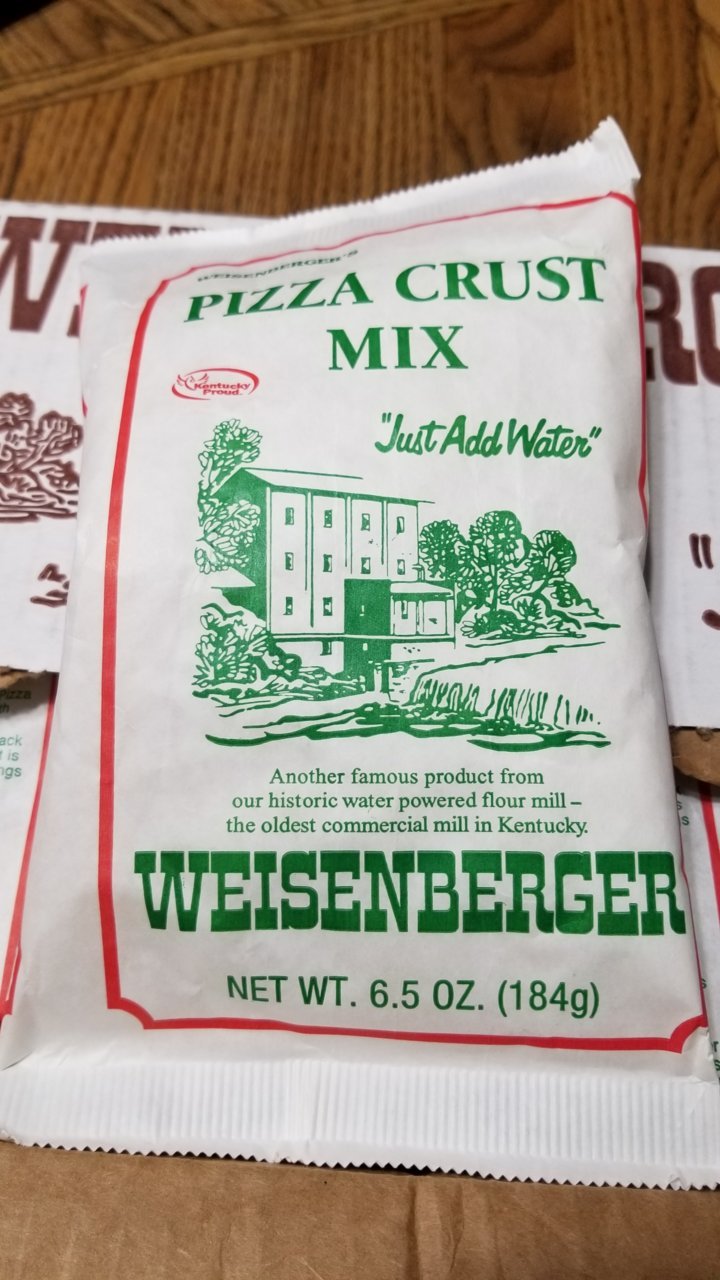 WEISENBERGER'S
PIZZA CRUST
MIX
Kentucky
Proud
"Just Add Water"
Another famous product from
our historic water powered flour mill –
the oldest commercial mill in Kentucky.
WEISENBERGER
NET WT. 6.5 OZ. (184g)
Pizza